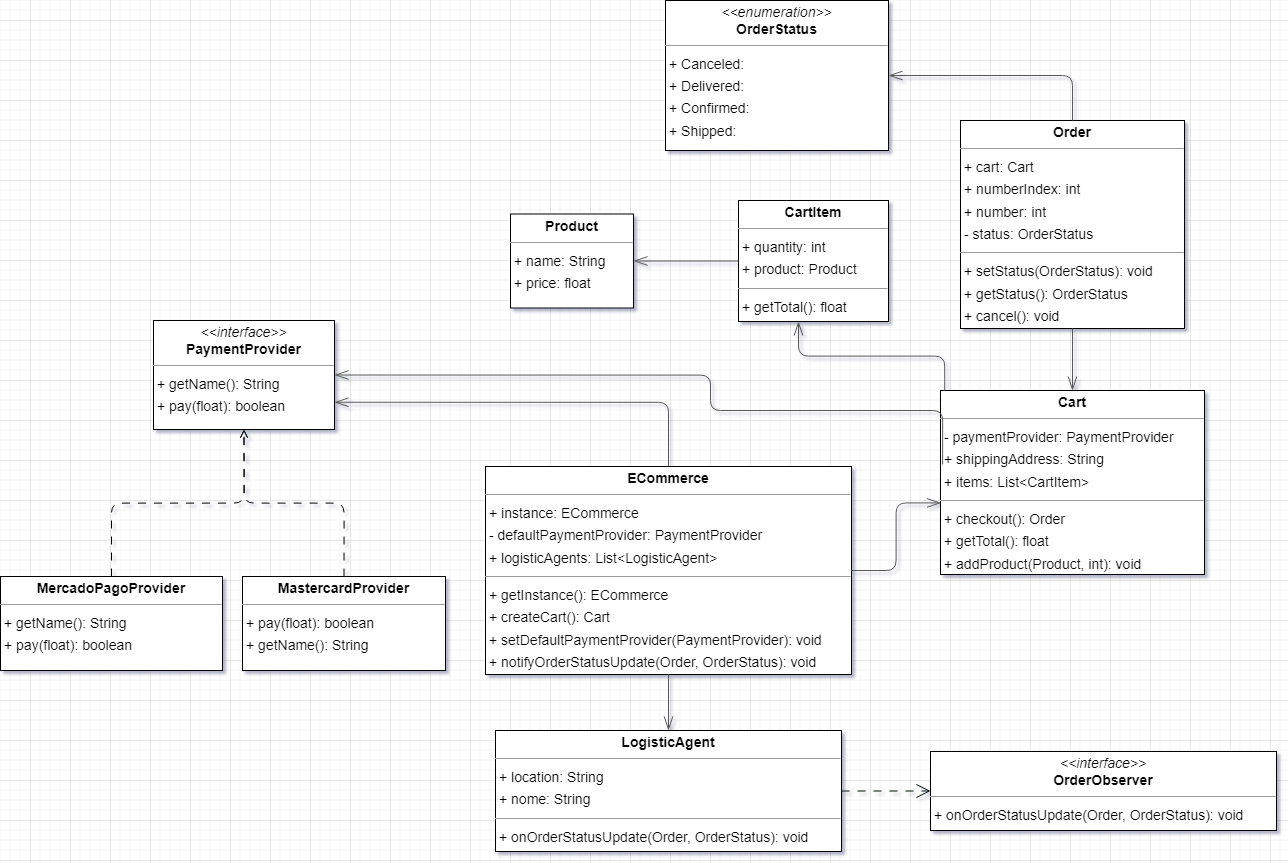 <<enumeration>>
OrderStatus
+ Canceled:
+ Delivered:
+ Confirmed:
+ Shipped:
Order
+ cart: Cart
+ numberIndex: int
+ number: int
- status: OrderStatus
+ setStatus(OrderStatus): void
+ getStatus(): OrderStatus
+ cancel(): void
CartItem
+ quantity: int
+ product: Product
+ getTotal(): float
Product
+ name: String
+ price: float
<<interface>>
PaymentProvider
+ getName(): String
+ pay(float): boolean
Cart
- paymentProvider: PaymentProvider
+ shippingAddress: String
+ items: List<CartItem>
+ checkout(): Order
+ getTotal(): float
+ addProduct(Product, int): void
ECommerce
+ instance: ECommerce
- defaultPaymentProvider: PaymentProvider
+ logisticAgents: List<LogisticAgent>
+ getInstance(): ECommerce
+ createCart(): Cart
+ setDefaultPaymentProvider(PaymentProvider): void
+ notifyOrderStatusUpdate(Order, OrderStatus): void
MercadoPagoProvider
+ getName(): String
+ pay(float): boolean
MastercardProvider
+ pay(float): boolean
+ getName(): String
LogisticAgent
+ location: String
+ nome: String
+ onOrderStatusUpdate(Order, OrderStatus): void
<<interface>>
OrderObserver
+ onOrderStatusUpdate(Order, OrderStatus): void